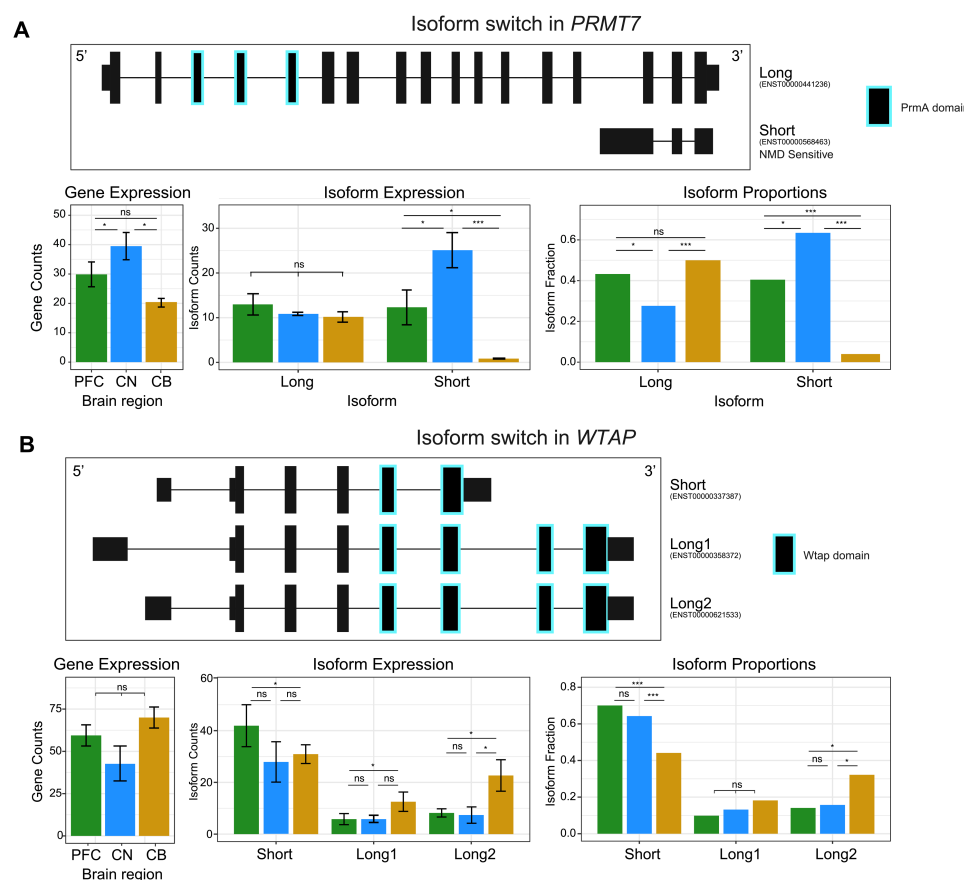 A
Isoform switch in PRMT7
5’
3’
Long
(ENST00000441236)
Short
(ENST00000568463)
NMD Sensitive
PrmA domain
Gene Expression
Isoform Expression
Isoform Proportions
Gene Counts
50
40
30
20
10
0
ns
*
*
PFC
CN
CB
Brain region
Isoform Counts
30
20
10
0
ns
*
*
***
Long
Short
Isoform
Isoform Fraction
0.6
0.4
0.2
0.0
ns
*
***
***
*
***
Long
Short
Isoform
B
Isoform switch in WTAP
5’
3’
Short
(ENST00000337387)
Long1
(ENST00000358372)
Long2
(ENST00000621533)
Wtap domain
Gene Expression
Isoform Expression
Isoform Proportions
Gene Counts
75
50
25
0
ns
PFC
CN
CB
Brain region
Isoform Counts
60
40
20
0
*
ns
ns
*
ns
ns
*
ns
*
Short
Long1
Long2
Isoform Fraction
0.8
0.6
0.4
0.2
0.0
***
ns
***
ns
*
ns
*
Short
Long1
Long2